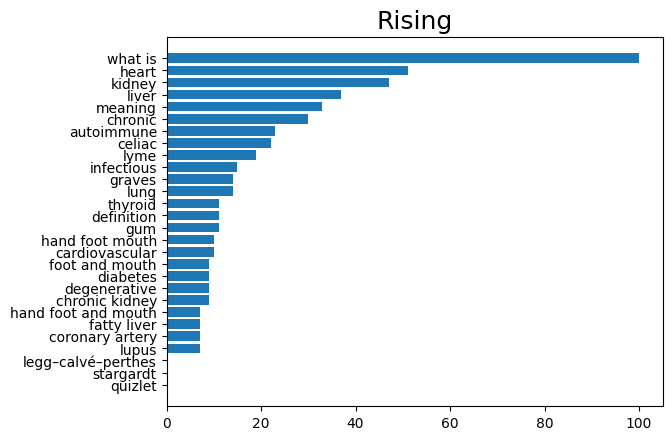 Rising
what is
heart
kidney
liver
meaning
chronic
autoimmune
celiac
lyme
infectious
graves
lung
thyroid
definition
gum
hand foot mouth
cardiovascular
foot and mouth
diabetes
degenerative
chronic kidney
hand foot and mouth
fatty liver
coronary artery
lupus
legg–calvé–perthes
stargardt
quizlet
0 20 40 60 80 100